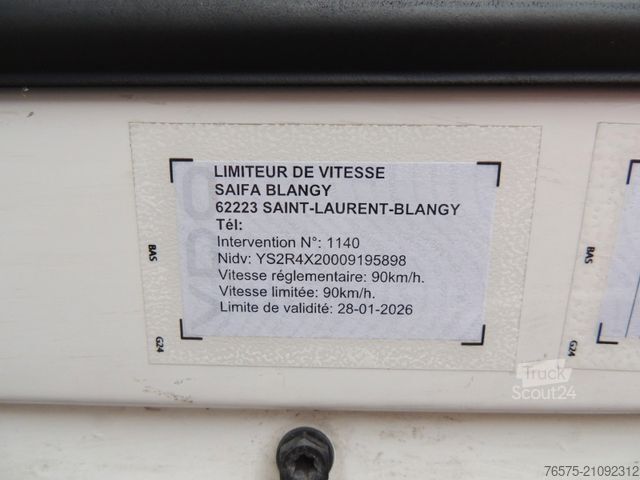 LIMITEUR DE VITESSE
SAIFA BLANGY
62223 SAINT-LAURENT-BLANGY
Tél:
Intervention N°: 1140
Nidv: YS2R4X20009195898
Vitesse réglementaire: 90km/h.
Vitesse limitée: 90km/h.
Limite de validité: 28-01-2026
BAS
G24
BAS
G24
Truck
Scout24
76575-21092312